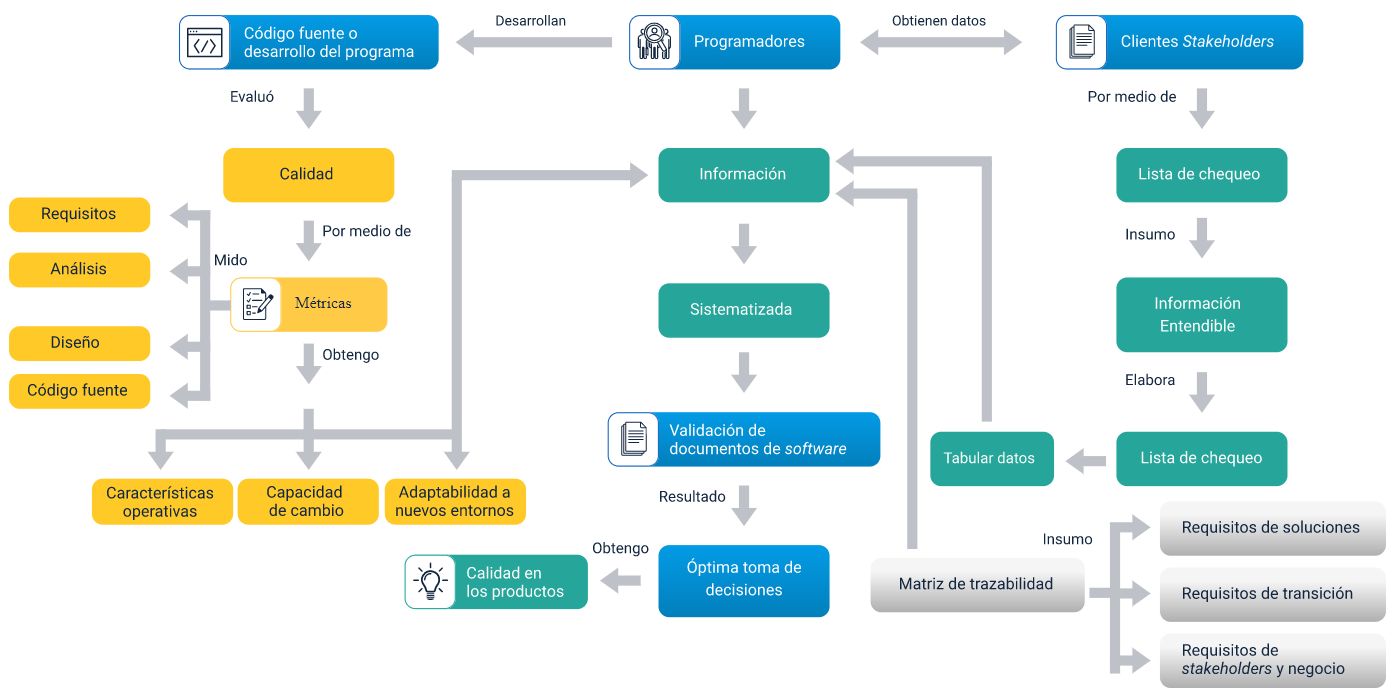 Código fuente o
desarrollo del programa
Desarrollan
Programadores
Obtienen datos
Clientes Stakeholders
Evaluó
Por medio de
Calidad
Información
Lista de chequeo
Requisitos
Por medio de
Insumo
Análisis
Mido
Métricas
Sistematizada
Información
Entendible
Diseño
Obtengo
Código fuente
Elabora
Validación de
documentos de software
Tabular datos
Lista de chequeo
Características
operativas
Capacidad
de cambio
Adaptabilidad a
nuevos entornos
Resultado
Insumo
Requisitos de soluciones
Obtengo
Calidad en
los productos
Óptima toma de
decisiones
Matriz de trazabilidad
Requisitos de transición
Requisitos de
stakeholders y negocio